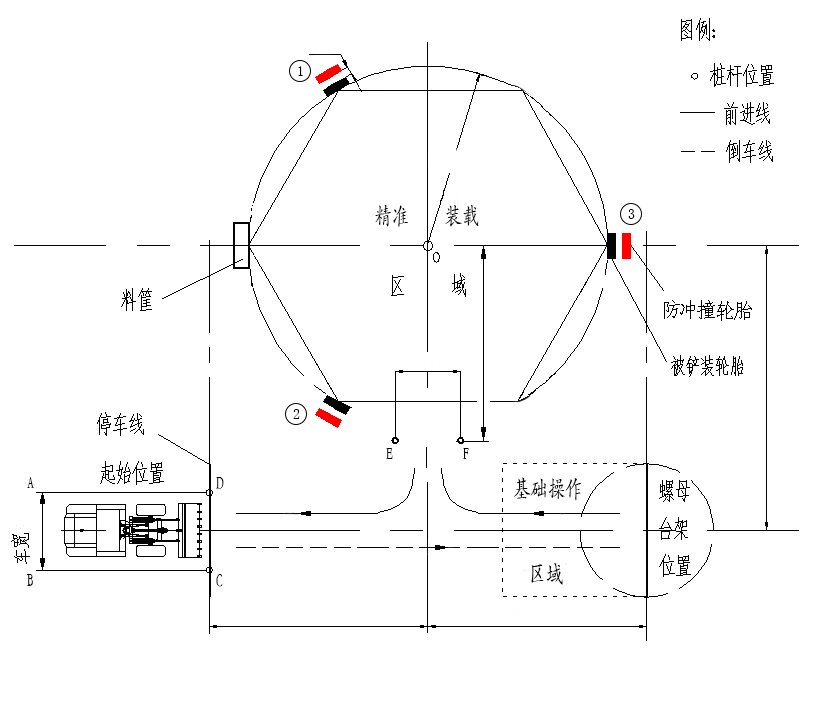 图例:
桩杆位置
前进线
倒车线
①
精准 装载
③
O
区 域
料筐
防冲撞轮胎
被铲装轮胎
②
停车线
E F
起始位置
A D
基础操作
螺母
台架
位置
车宽
区域
B C